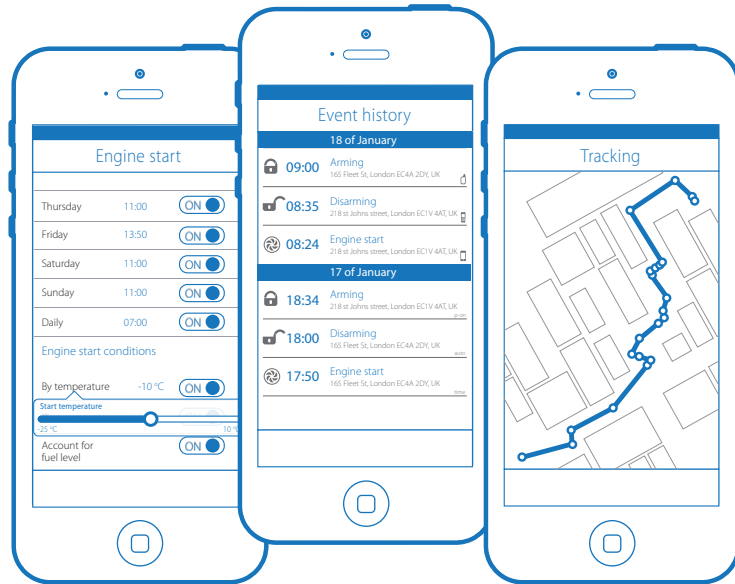 Engine start
Thursday 11:00 ON
Friday 13:50 ON
Saturday 11:00 ON
Sunday 11:00 ON
Daily 07:00 ON
Engine start conditions
By temperature -10 °C ON
Start temperature
-25 °C 10 °C
Account for
fuel level ON
Event history
18 of January
09:00 Arming
165 Fleet St, London EC4A 2DY, UK
08:35 Disarming
218 st Johns street, London EC1V 4AT, UK
08:24 Engine start
218 st Johns street, London EC1V 4AT, UK
17 of January
18:34 Arming
218 st Johns street, London EC1V 4AT, UK
p-on
18:00 Disarming
165 Fleet St, London EC4A 2DY, UK
auto
17:50 Engine start
165 Fleet St, London EC4A 2DY, UK
time
Tracking